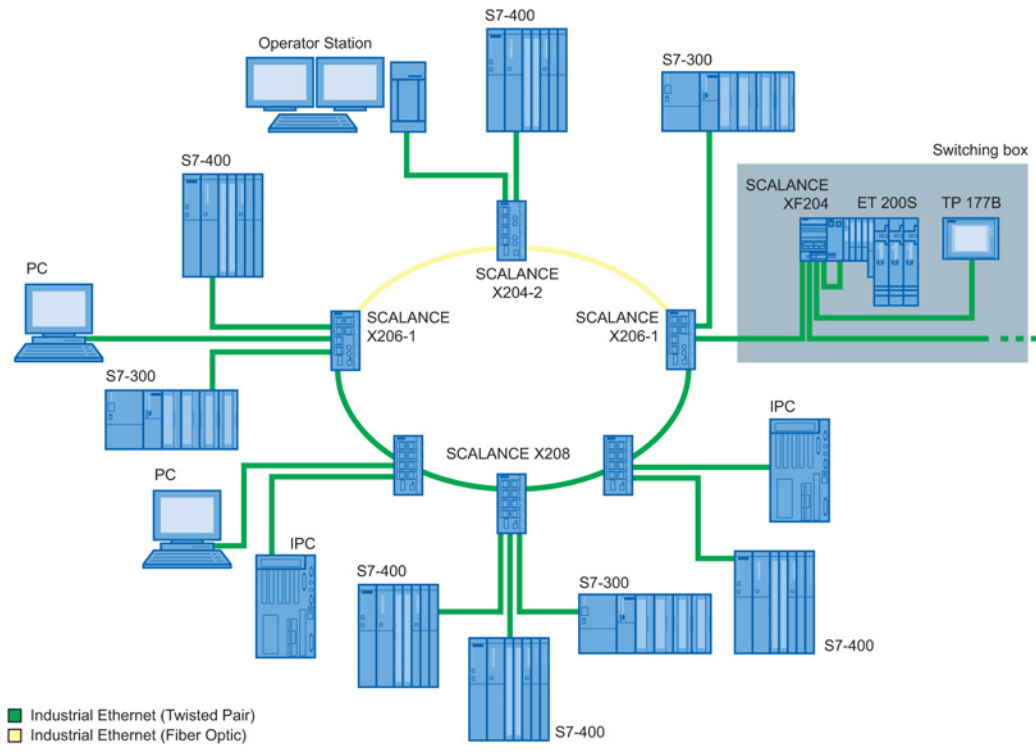 S7-400
Operator Station
S7-300
Switching box
S7-400
SCALANCE
XF204
ET 200S
TP 177B
PC
SCALANCE
X204-2
SCALANCE
X206-1
SCALANCE
X206-1
S7-300
IPC
SCALANCE X208
PC
IPC
S7-400
S7-300
S7-400
S7-400
Industrial Ethernet (Twisted Pair)
Industrial Ethernet (Fiber Optic)